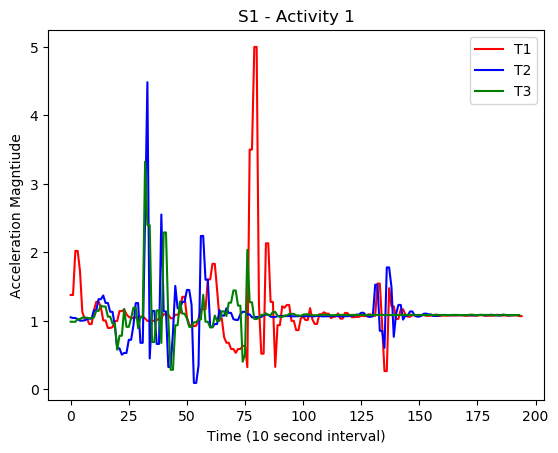 S1 - Activity 1
T1
T2
T3
5
4
3
2
1
0
Acceleration Magntiude
0 25 50 75 100 125 150 175 200
Time (10 second interval)